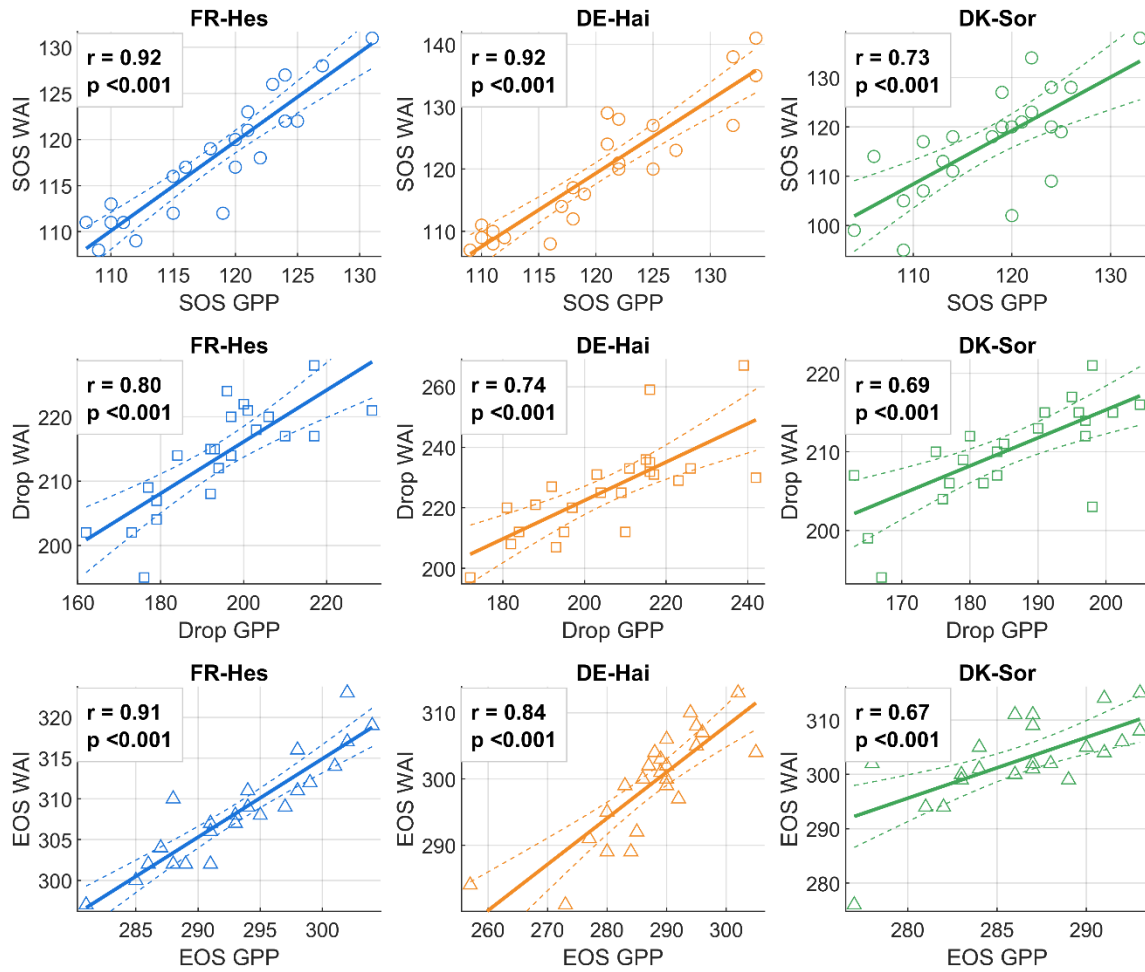 FR-Hes
DE-Hai
DK-Sor
r = 0.92
p <0.001
r = 0.92
p <0.001
r = 0.73
p <0.001
SOS WAI
130
125
120
115
110
SOS WAI
140
130
120
110
SOS WAI
130
120
110
100
110 115 120 125 130
110 115 120 125 130
110 120 130
SOS GPP
SOS GPP
SOS GPP
FR-Hes
DE-Hai
DK-Sor
r = 0.80
p <0.001
r = 0.74
p <0.001
r = 0.69
p <0.001
Drop WAI
220
210
200
Drop WAI
260
240
220
200
Drop WAI
220
210
200
160 180 200 220
180 200 220 240
170 180 190 200
Drop GPP
Drop GPP
Drop GPP
FR-Hes
DE-Hai
DK-Sor
r = 0.91
p <0.001
r = 0.84
p <0.001
r = 0.67
p <0.001
EOS WAI
320
315
310
305
300
EOS WAI
310
300
290
EOS WAI
310
300
290
280
285 290 295 300
260 270 280 290 300
280 285 290
EOS GPP
EOS GPP
EOS GPP